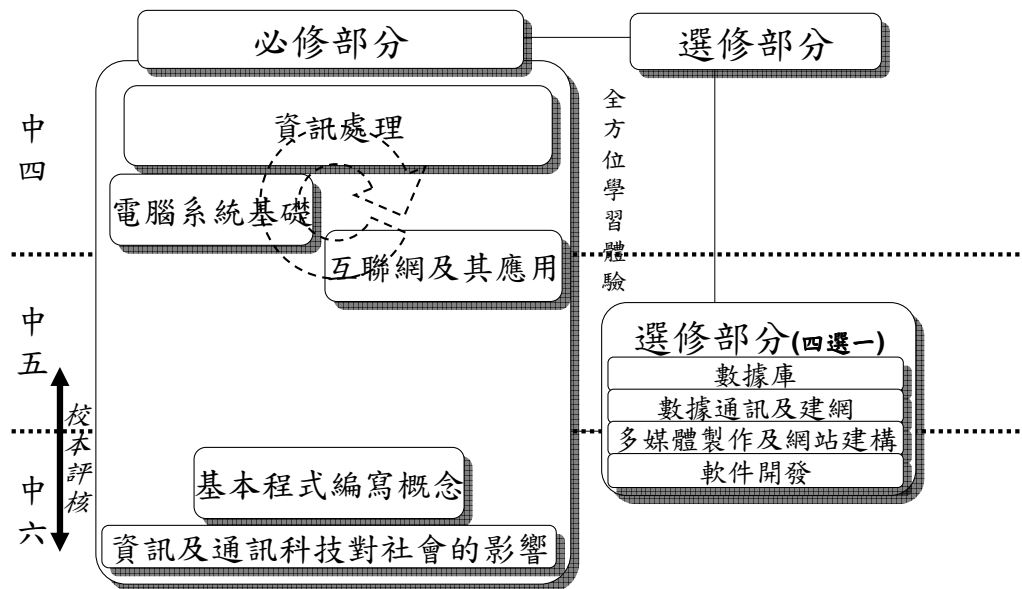 必修部分
選修部分
中四
資訊處理
電腦系統基礎
互聯網及其應用
全方位學習體驗
中五
選修部分(四選一)
數據庫
數據通訊及建網
多媒體製作及網站建構
軟件開發
校本評核
中六
基本程式編寫概念
資訊及通訊科技對社會的影響